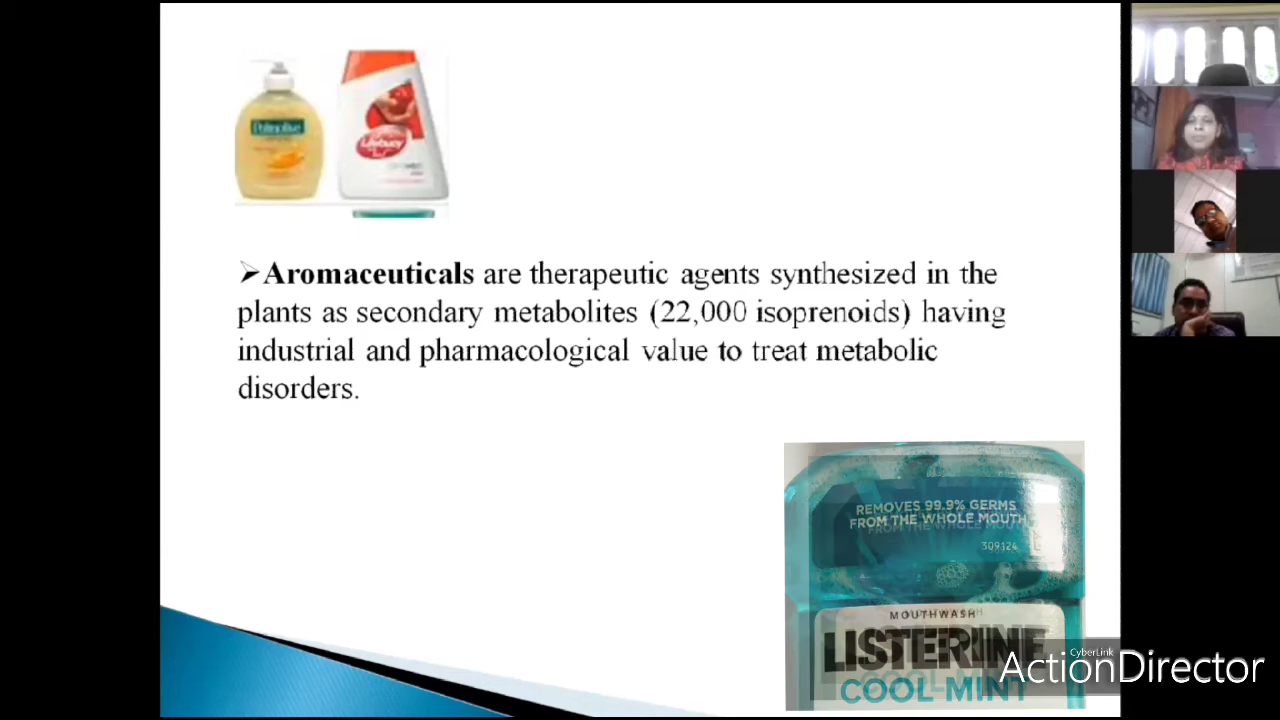 Palmolive
Lifebuoy
➢Aromaceuticals are therapeutic agents synthesized in the
plants as secondary metabolites (22,000 isoprenoids) having
industrial and pharmacological value to treat metabolic
disorders.
REMOVES 99.9% GERMS
FROM THE WHOLE MOUTH
309124
MOUTHWASH
LISTERINE
COOL MINT
CyberLink
ActionDirector